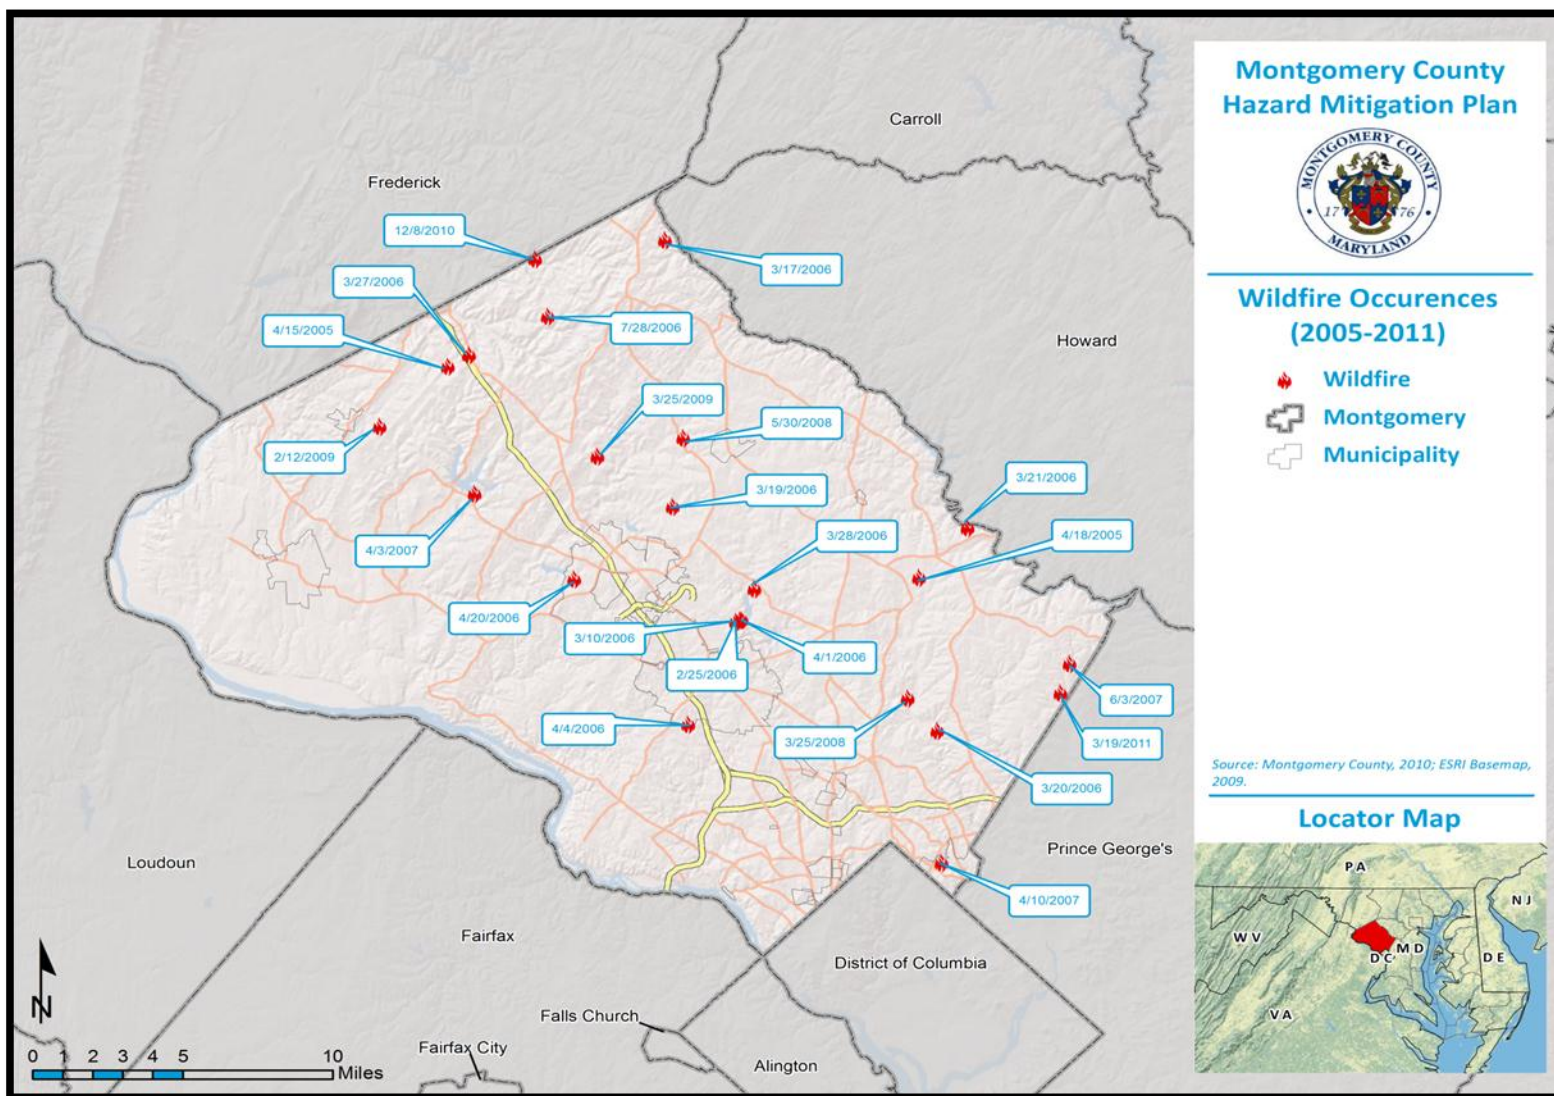 Carroll
Frederick
12/8/2010
3/17/2006
3/27/2006
4/15/2005
7/28/2006
Howard
3/25/2009
5/30/2008
2/12/2009
3/21/2006
3/19/2006
4/18/2005
3/28/2006
4/3/2007
4/20/2006
3/10/2006
4/1/2006
2/25/2006
6/3/2007
4/4/2006
3/25/2008
3/19/2011
3/20/2006
Prince George's
Loudoun
4/10/2007
Fairfax
District of Columbia
N
Falls Church
Fairfax City
Alington
0 1 2 3 4 5 10
Miles
Montgomery County
Hazard Mitigation Plan
MONTGOMERY COUNTY
17 76
MARYLAND
Wildfire Occurences
(2005-2011)
Wildfire
Montgomery
Municipality
Source: Montgomery County, 2010; ESRI Basemap,
2009.
Locator Map
PA
NJ
WV
MD
DC
DE
VA